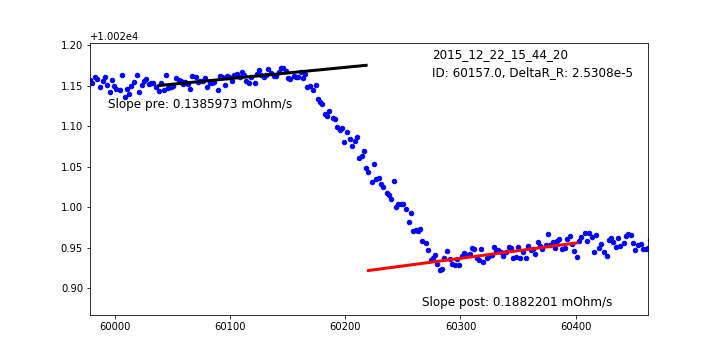 +1.002e4
1.20
1.15
1.10
1.05
1.00
0.95
0.90
2015_12_22_15_44_20
ID: 60157.0, DeltaR_R: 2.5308e-5
Slope pre: 0.1385973 mOhm/s
Slope post: 0.1882201 mOhm/s
60000 60100 60200 60300 60400